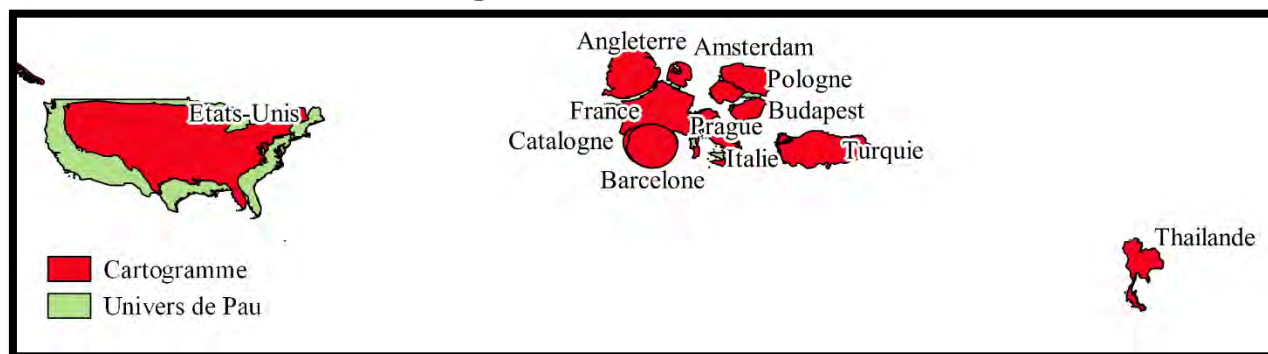 Angleterre
Amsterdam
Pologne
Etats-Unis
France
Budapest
Prague
Catalogne
Italie
Turquie
Barcelone
Thailande
Cartogramme
Univers de Pau